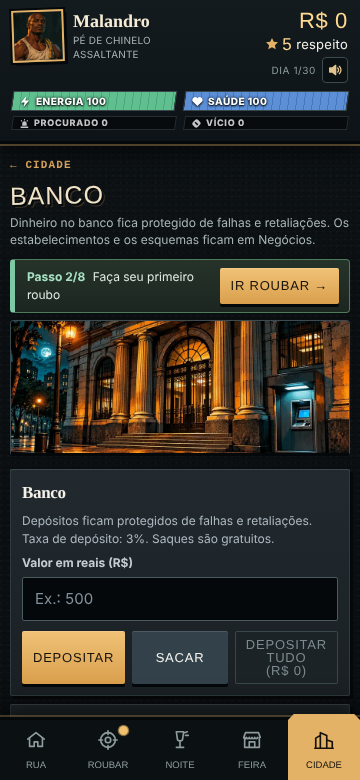 Malandro
PÉ DE CHINELO
ASSALTANTE
R$ 0
5 respeito
DIA 1/30
ENERGIA 100
SAÚDE 100
PROCURADO 0
VÍCIO 0
← CIDADE
BANCO
Dinheiro no banco fica protegido de falhas e retaliações. Os
estabelecimentos e os esquemas ficam em Negócios.
Passo 2/8 Faça seu primeiro
roubo
IR ROUBAR →
Banco
Depósitos ficam protegidos de falhas e retaliações.
Taxa de depósito: 3%. Saques são gratuitos.
Valor em reais (R$)
Ex.: 500
DEPOSITAR
SACAR
DEPOSITAR
TUDO
(R$ 0)
RUA
ROUBAR
NOITE
FEIRA
CIDADE